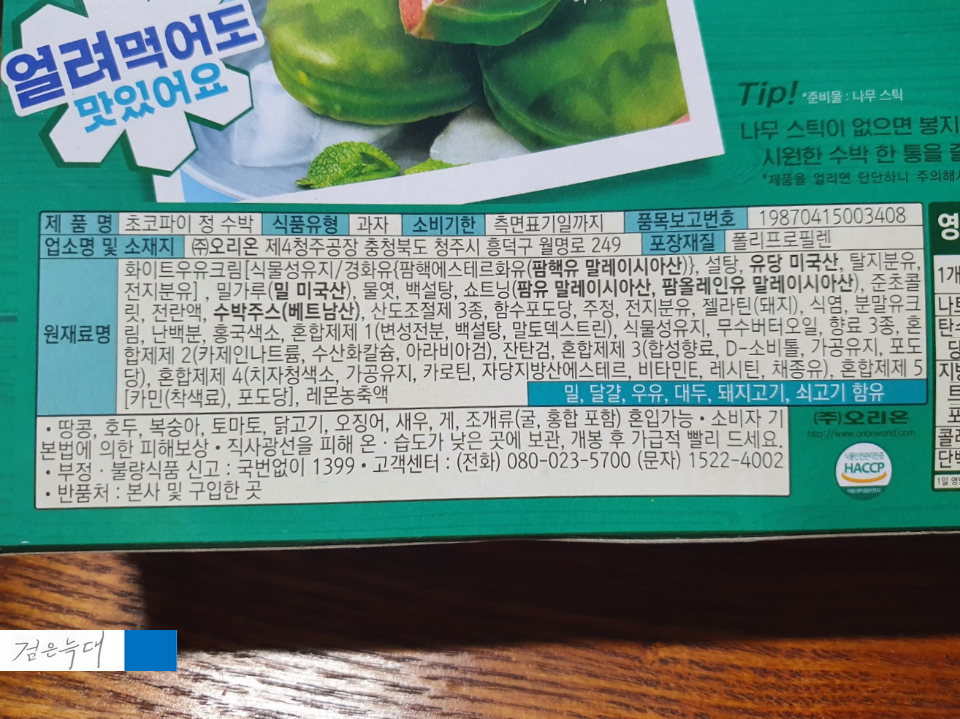 얼려먹어도
맛있어요
Tip! *준비물 : 나무 스틱
나무 스틱이 없으면 봉지
시원한 수박 한 통을 즐
*제품을 얼리면 단단하니 주의해
제 품 명 초코파이 정 수박 식품유형 과자 소비기한 측면표기일까지 품목보고번호 19870415003408
업소명 및 소재지 ㈜오리온 제4청주공장 충청북도 청주시 흥덕구 월명로 249 포장재질 폴리프로필렌
원재료명
화이트우유크림[식물성유지/경화유{팜핵에스테르화유(팜핵유 말레이시아산)}, 설탕, 유당 미국산, 탈지분유,
전지분유] , 밀가루(밀 미국산), 물엿, 백설탕, 쇼트닝(팜유 말레이시아산, 팜올레인유 말레이시아산), 준초콜
릿, 전란액, 수박주스(베트남산), 산도조절제 3종, 함수포도당, 주정, 전지분유, 젤라틴(돼지), 식염, 분말유크
림, 난백분, 홍국색소, 혼합제제 1(변성전분, 백설탕, 말토덱스트린), 식물성유지, 무수버터오일, 향료 3종, 혼
합제제 2(카제인나트륨, 수산화칼슘, 아라비아검), 잔탄검, 혼합제제 3(합성향료, D-소비톨, 가공유지, 포도
당), 혼합제제 4(치자청색소, 가공유지, 카로틴, 자당지방산에스테르, 비타민E, 레시틴, 채종유), 혼합제제 5
[카민(착색료), 포도당], 레몬농축액
밀, 달걀, 우유, 대두, 돼지고기, 쇠고기 함유
• 땅콩, 호두, 복숭아, 토마토, 닭고기, 오징어, 새우, 게, 조개류(굴, 홍합 포함) 혼입가능 • 소비자 기
본법에 의한 피해보상 • 직사광선을 피해 온 · 습도가 낮은 곳에 보관, 개봉 후 가급적 빨리 드세요.
• 부정 · 불량식품 신고 : 국번없이 1399 • 고객센터 : (전화) 080-023-5700 (문자) 1522-4002
• 반품처 : 본사 및 구입한 곳
㈜오리온
http://www.orionworld.com
HACCP
영
1개
나트
탄수
당
지방
트
포
콜레
단백
1일 영양
검은늑대